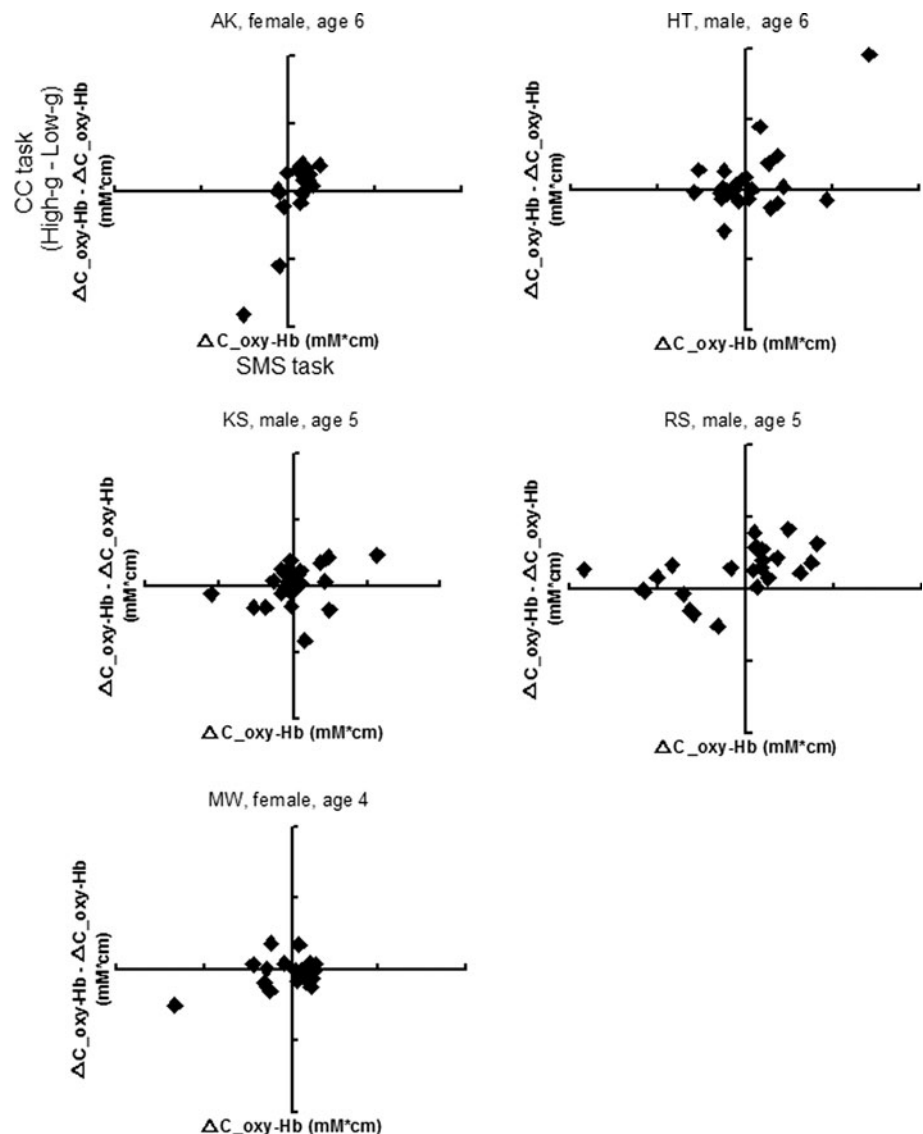 AK, female, age 6
CC task
(High-g - Low-g)
ΔC_oxy-Hb - ΔC_oxy-Hb
(mM*cm)
ΔC_oxy-Hb (mM*cm)
SMS task
HT, male, age 6
ΔC_oxy-Hb - ΔC_oxy-Hb
(mM*cm)
ΔC_oxy-Hb (mM*cm)
KS, male, age 5
ΔC_oxy-Hb - ΔC_oxy-Hb
(mM*cm)
ΔC_oxy-Hb (mM*cm)
RS, male, age 5
ΔC_oxy-Hb - ΔC_oxy-Hb
(mM*cm)
ΔC_oxy-Hb (mM*cm)
MW, female, age 4
ΔC_oxy-Hb - ΔC_oxy-Hb
(mM*cm)
ΔC_oxy-Hb (mM*cm)